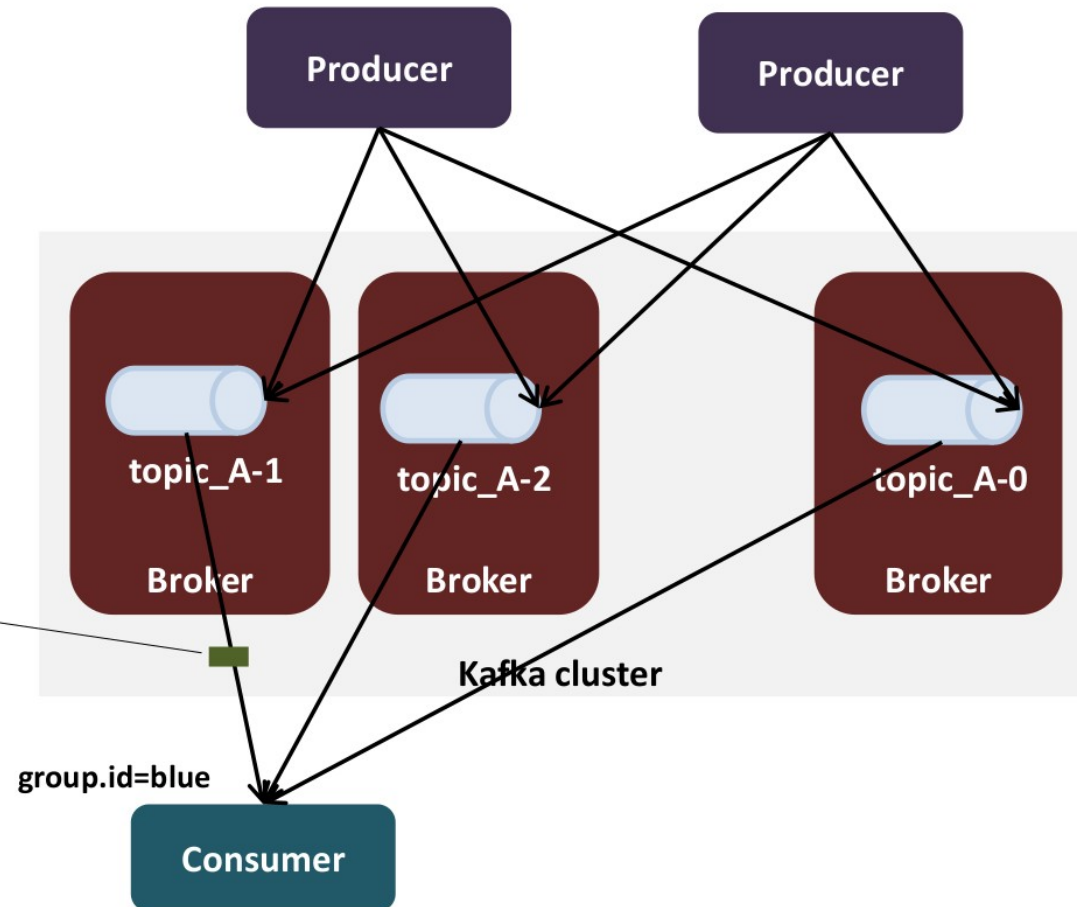 Producer
Producer
topic_A-1
topic_A-2
topic_A-0
Broker
Broker
Broker
Kafka cluster
group.id=blue
Consumer